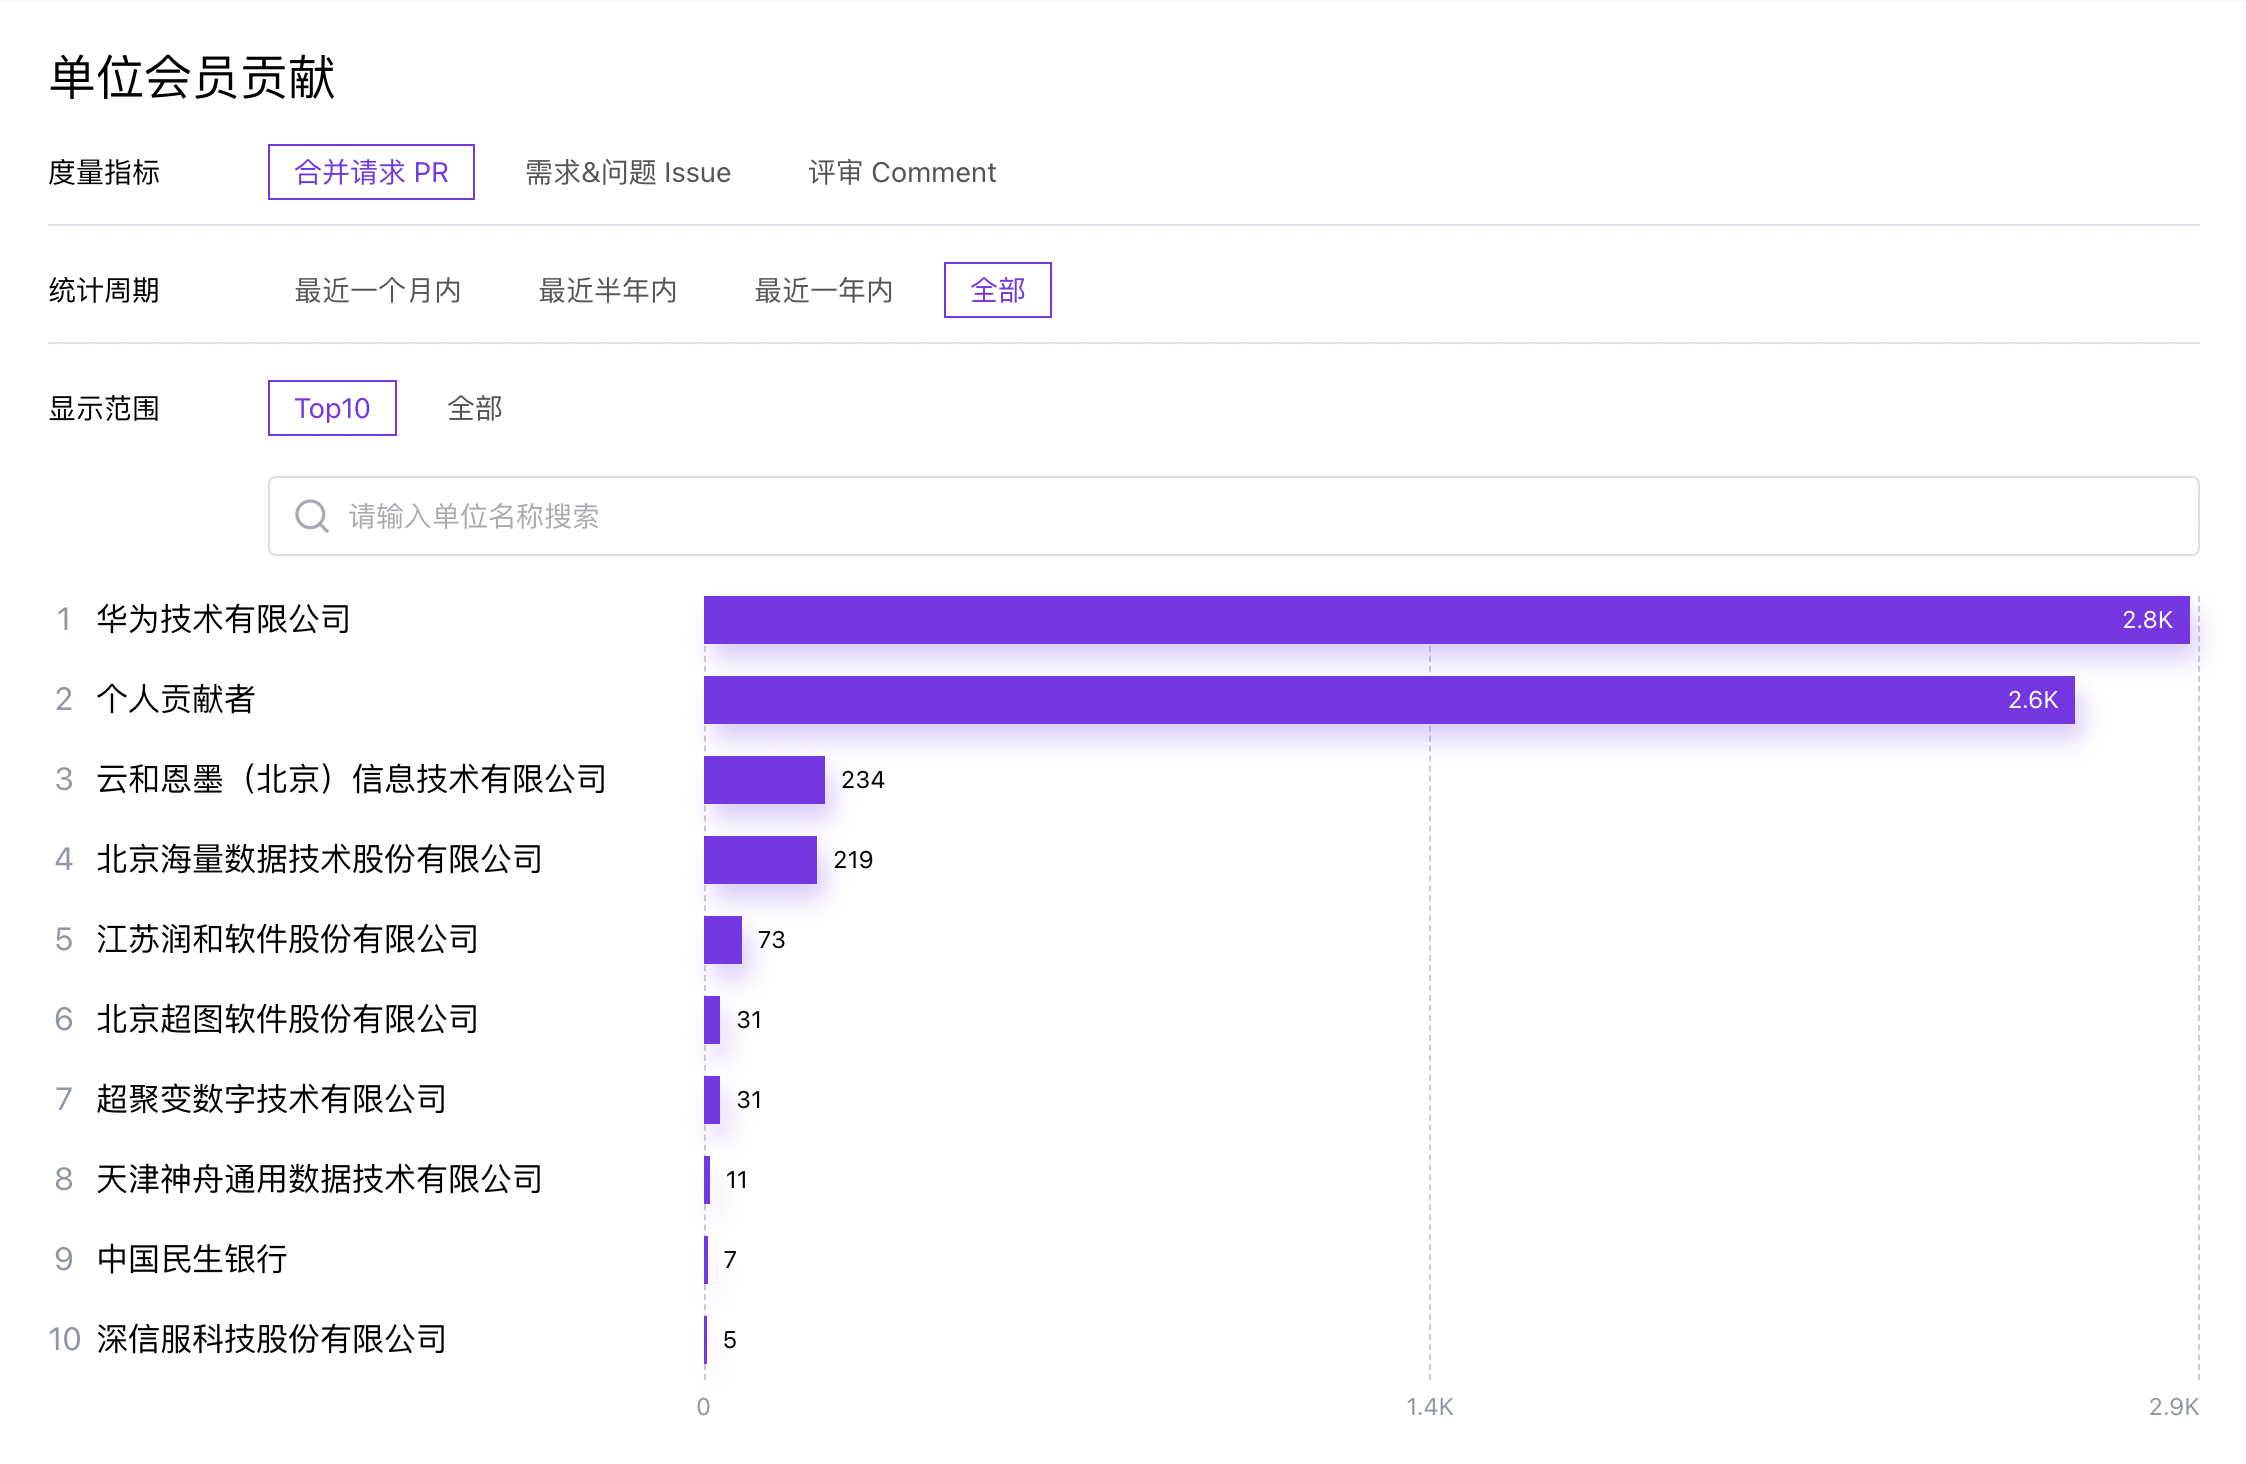 单位会员贡献
度量指标 合并请求 PR 需求&问题 Issue 评审 Comment
统计周期 最近一个月内 最近半年内 最近一年内 全部
显示范围 Top10 全部
请输入单位名称搜索
1 华为技术有限公司 2.8K
2 个人贡献者 2.6K
3 云和恩墨（北京）信息技术有限公司 234
4 北京海量数据技术股份有限公司 219
5 江苏润和软件股份有限公司 73
6 北京超图软件股份有限公司 31
7 超聚变数字技术有限公司 31
8 天津神舟通用数据技术有限公司 11
9 中国民生银行 7
10 深信服科技股份有限公司 5
0 1.4K 2.9K